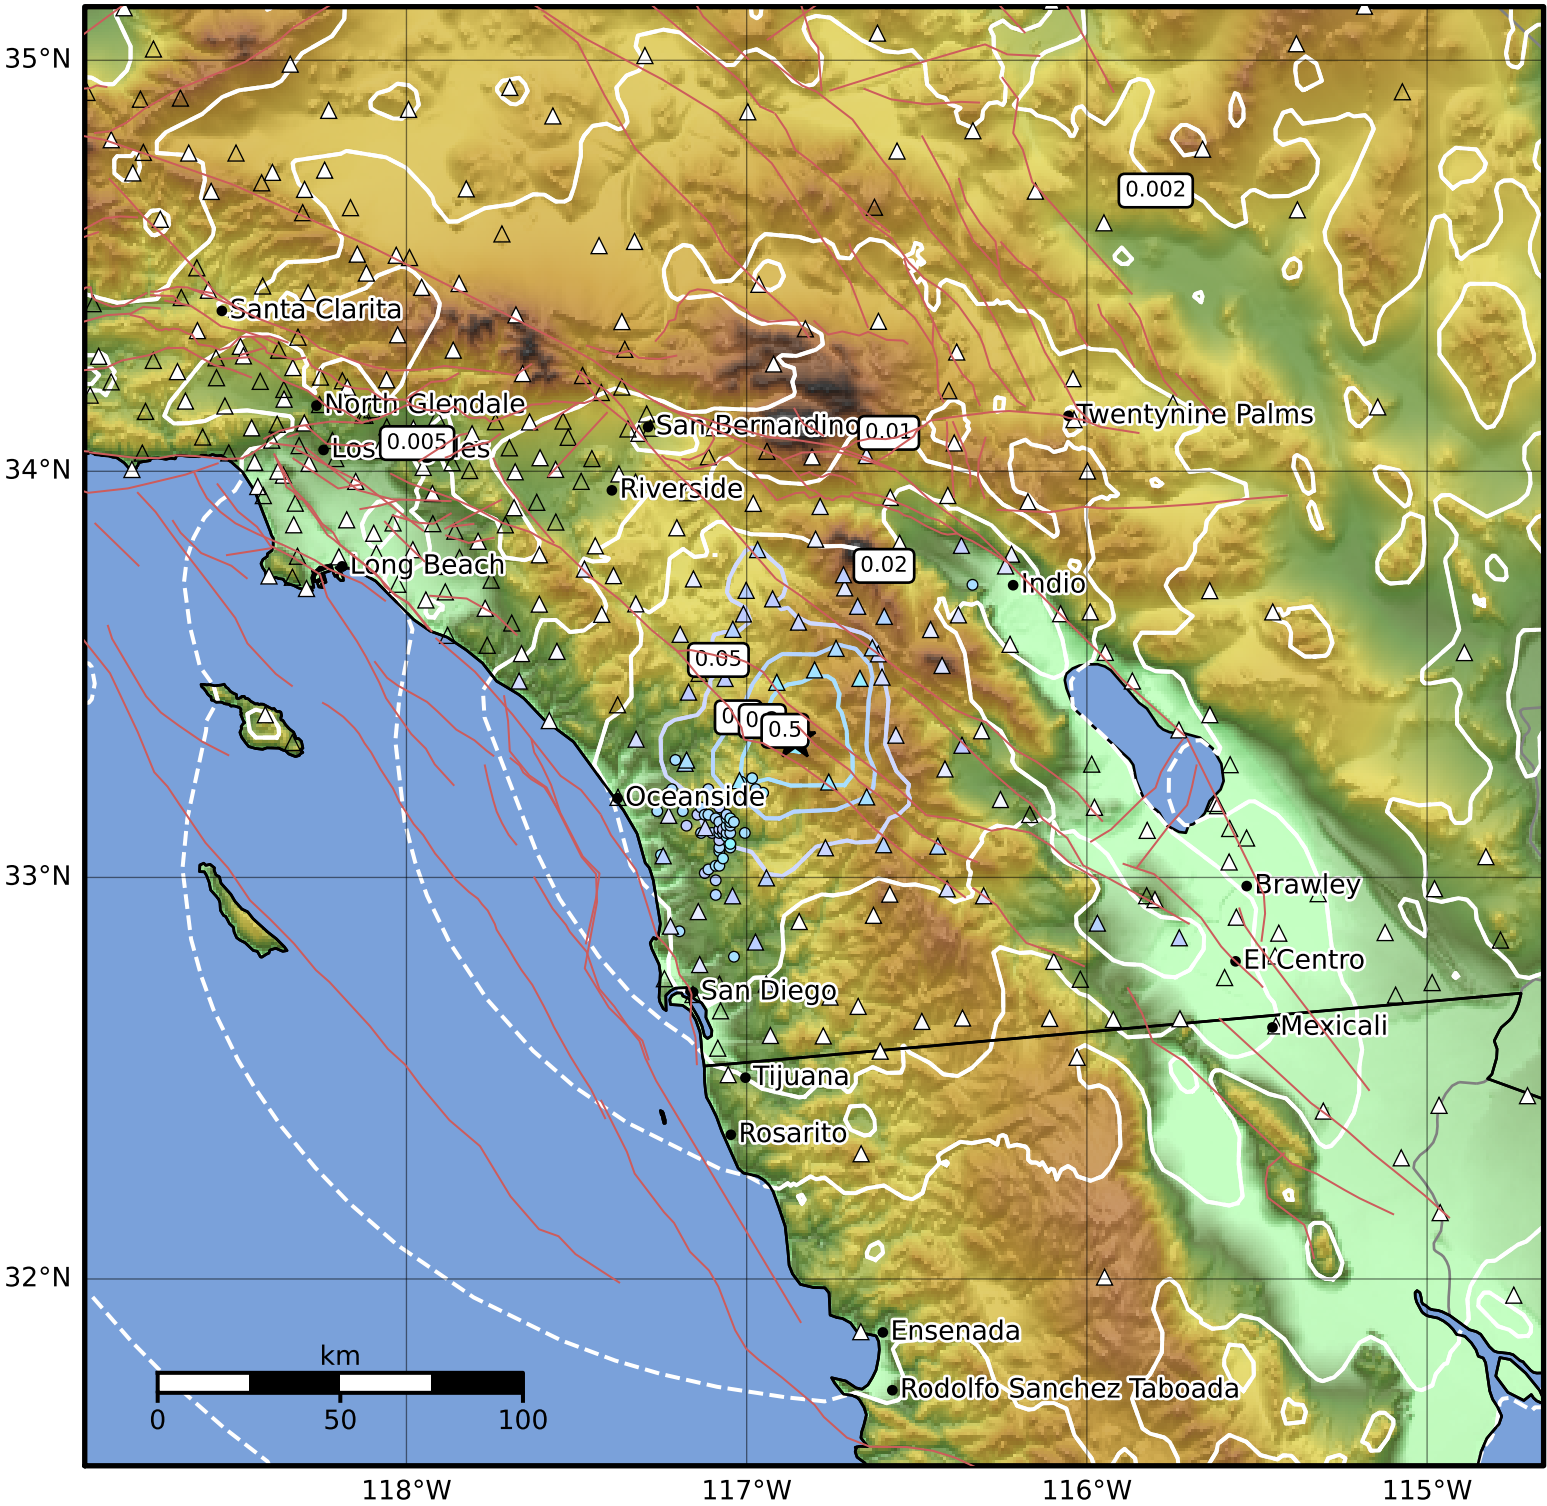 35°N
0.002
Santa Clarita
North Glendale
Twentynine Palms
San Bernardino
0.01
Los
0.005
es
34°N
Riverside
Long Beach
0.02
Indio
0.05
0.5
Oceanside
33°N
Brawley
El Centro
San Diego
Mexicali
Tijuana
Rosarito
32°N
Ensenada
km
Rodolfo Sanchez Taboada
0 50 100
118°W 117°W 116°W 115°W